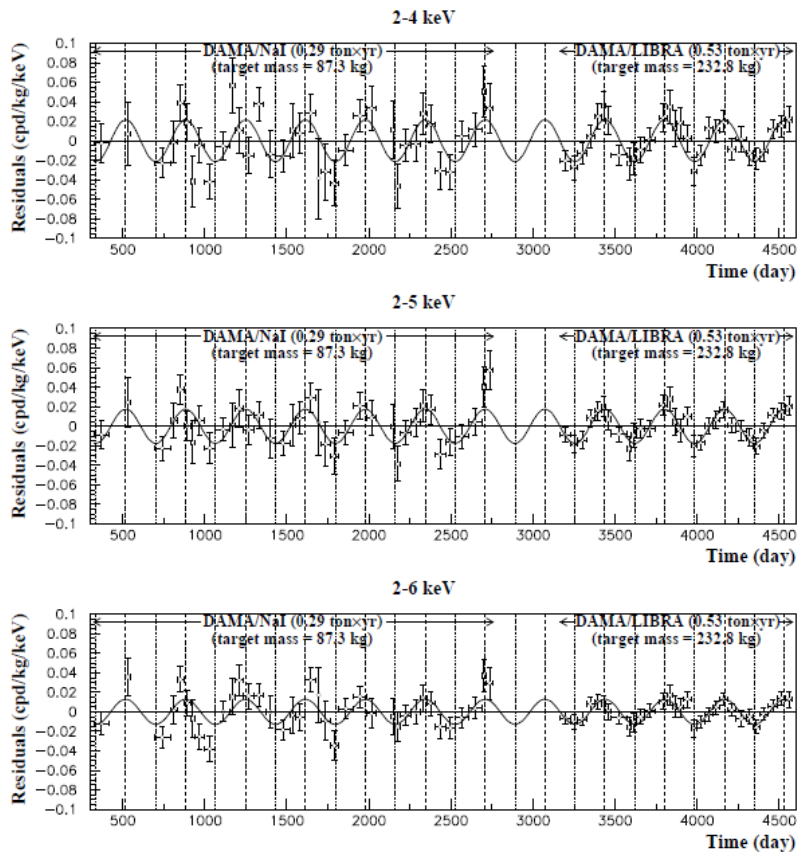 2-4 keV
Residuals (cpd/kg/keV)
0.1
0.08
0.06
0.04
0.02
0
−0.02
−0.04
−0.06
−0.08
−0.1
DAMA/NaI (0.29 ton×yr)
(target mass = 87.3 kg)
DAMA/LIBRA (0.53 ton×yr)
(target mass = 232.8 kg)
500 1000 1500 2000 2500 3000 3500 4000 4500
Time (day)
2-5 keV
Residuals (cpd/kg/keV)
0.1
0.08
0.06
0.04
0.02
0
−0.02
−0.04
−0.06
−0.08
−0.1
DAMA/NaI (0.29 ton×yr)
(target mass = 87.3 kg)
DAMA/LIBRA (0.53 ton×yr)
(target mass = 232.8 kg)
500 1000 1500 2000 2500 3000 3500 4000 4500
Time (day)
2-6 keV
Residuals (cpd/kg/keV)
0.1
0.08
0.06
0.04
0.02
0
−0.02
−0.04
−0.06
−0.08
−0.1
DAMA/NaI (0.29 ton×yr)
(target mass = 87.3 kg)
DAMA/LIBRA (0.53 ton×yr)
(target mass = 232.8 kg)
500 1000 1500 2000 2500 3000 3500 4000 4500
Time (day)